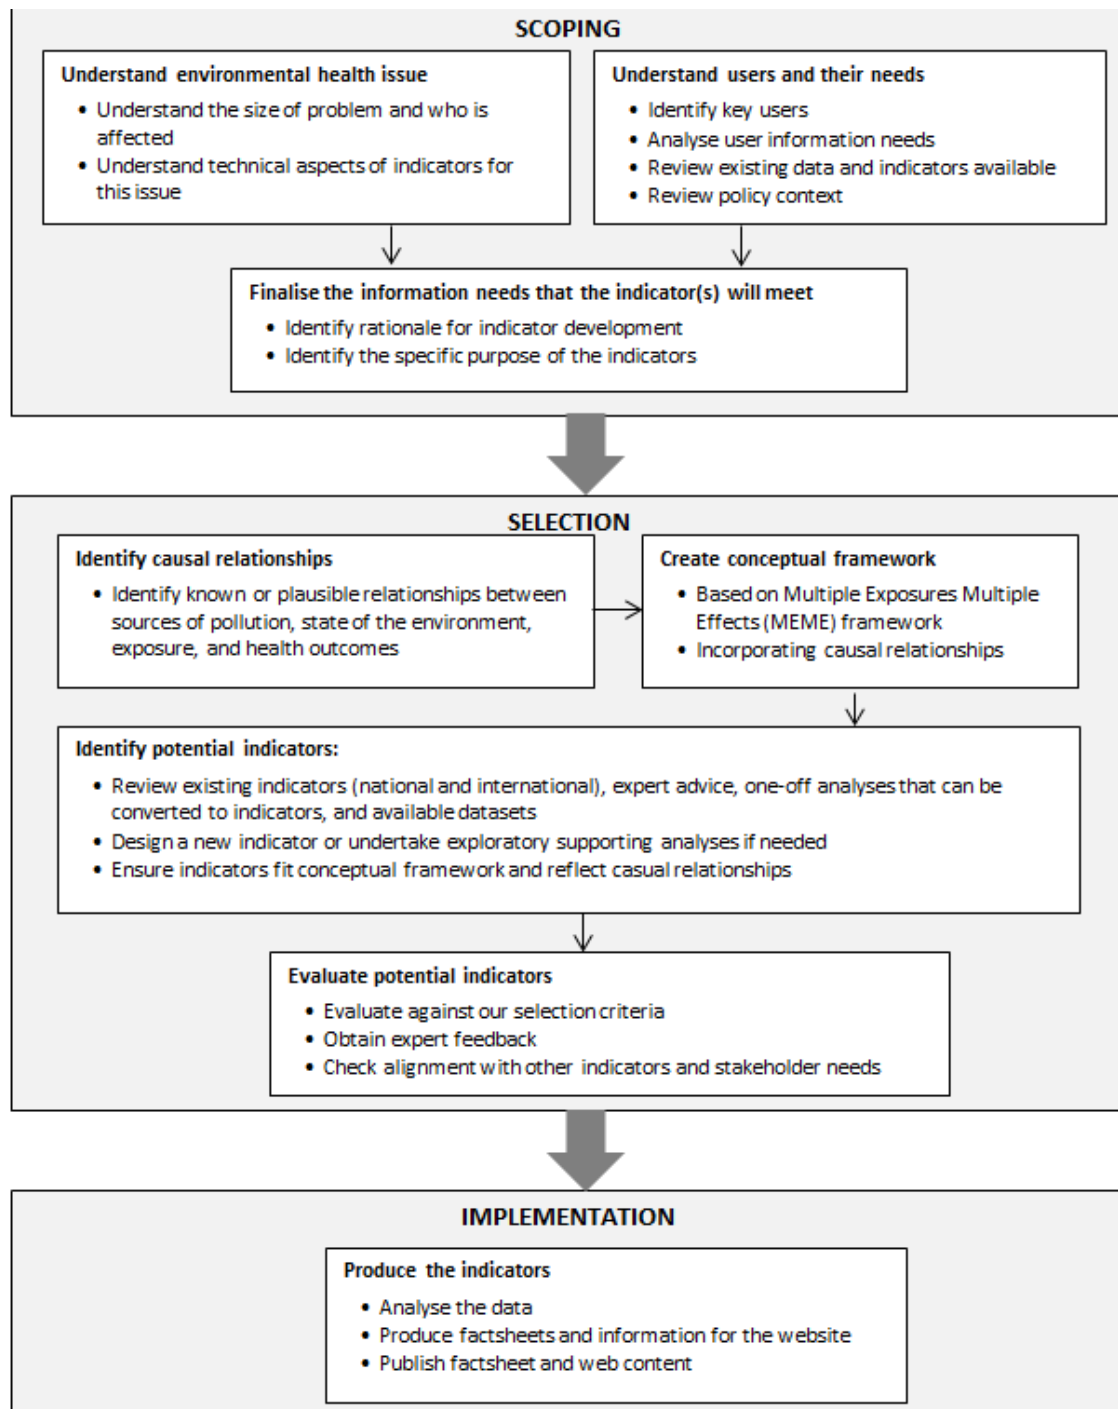 SCOPING
Understand environmental health issue
• Understand the size of problem and who is
affected
• Understand technical aspects of indicators for
this issue
Understand users and their needs
• Identify key users
• Analyse user information needs
• Review existing data and indicators available
• Review policy context
Finalise the information needs that the indicator(s) will meet
• Identify rationale for indicator development
• Identify the specific purpose of the indicators
SELECTION
Identify causal relationships
• Identify known or plausible relationships between
sources of pollution, state of the environment,
exposure, and health outcomes
Create conceptual framework
• Based on Multiple Exposures Multiple
Effects (MEME) framework
• Incorporating causal relationships
Identify potential indicators:
• Review existing indicators (national and international), expert advice, one-off analyses that can be
converted to indicators, and available datasets
• Design a new indicator or undertake exploratory supporting analyses if needed
• Ensure indicators fit conceptual framework and reflect casual relationships
Evaluate potential indicators
• Evaluate against our selection criteria
• Obtain expert feedback
• Check alignment with other indicators and stakeholder needs
IMPLEMENTATION
Produce the indicators
• Analyse the data
• Produce factsheets and information for the website
• Publish factsheet and web content